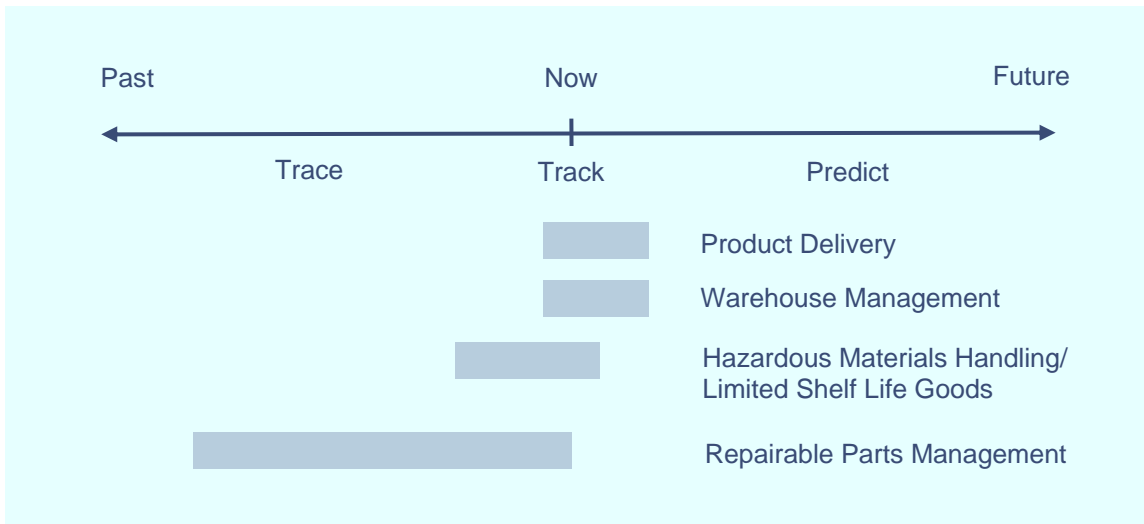 Past
Now
Future
Trace
Track
Predict
Product Delivery
Warehouse Management
Hazardous Materials Handling/
Limited Shelf Life Goods
Repairable Parts Management